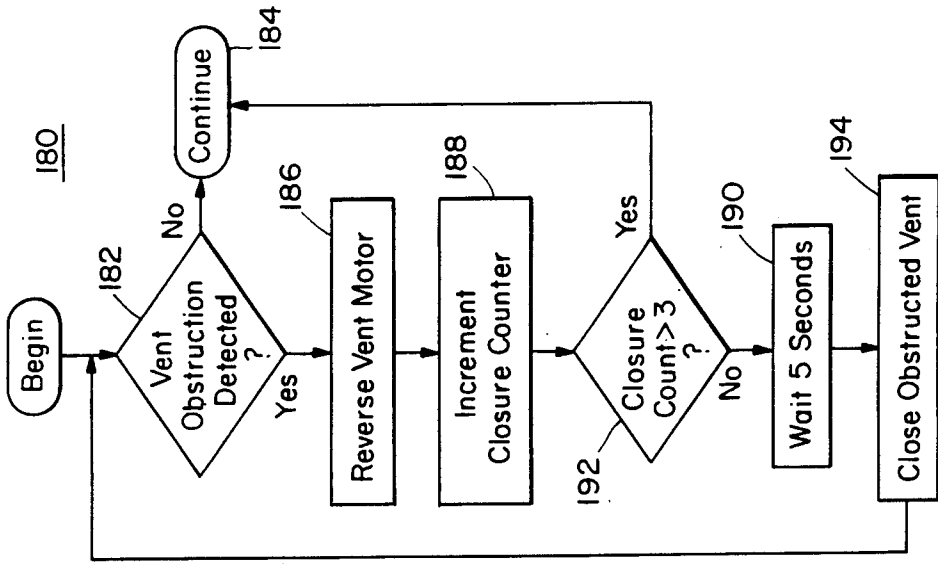 180
Begin
182
Vent
Obstruction
Detected
?
No
Continue
184
Yes
186
Reverse Vent Motor
188
Increment
Closure Counter
192
Closure
Count>3
?
Yes
No
190
Wait 5 Seconds
194
Close Obstructed Vent